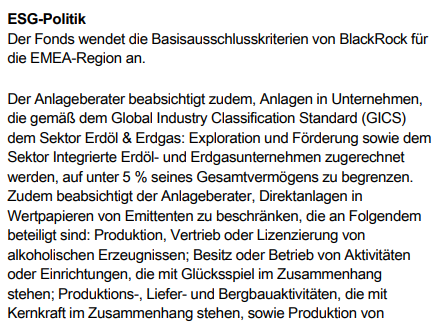 ESG-Politik
Der Fonds wendet die Basisausschlusskriterien von BlackRock für
die EMEA-Region an.
Der Anlageberater beabsichtigt zudem, Anlagen in Unternehmen,
die gemäß dem Global Industry Classification Standard (GICS)
dem Sektor Erdöl & Erdgas: Exploration und Förderung sowie dem
Sektor Integrierte Erdöl- und Erdgasunternehmen zugerechnet
werden, auf unter 5 % seines Gesamtvermögens zu begrenzen.
Zudem beabsichtigt der Anlageberater, Direktanlagen in
Wertpapieren von Emittenten zu beschränken, die an Folgendem
beteiligt sind: Produktion, Vertrieb oder Lizenzierung von
alkoholischen Erzeugnissen; Besitz oder Betrieb von Aktivitäten
oder Einrichtungen, die mit Glücksspiel im Zusammenhang
stehen; Produktions-, Liefer- und Bergbauaktivitäten, die mit
Kernkraft im Zusammenhang stehen, sowie Produktion von